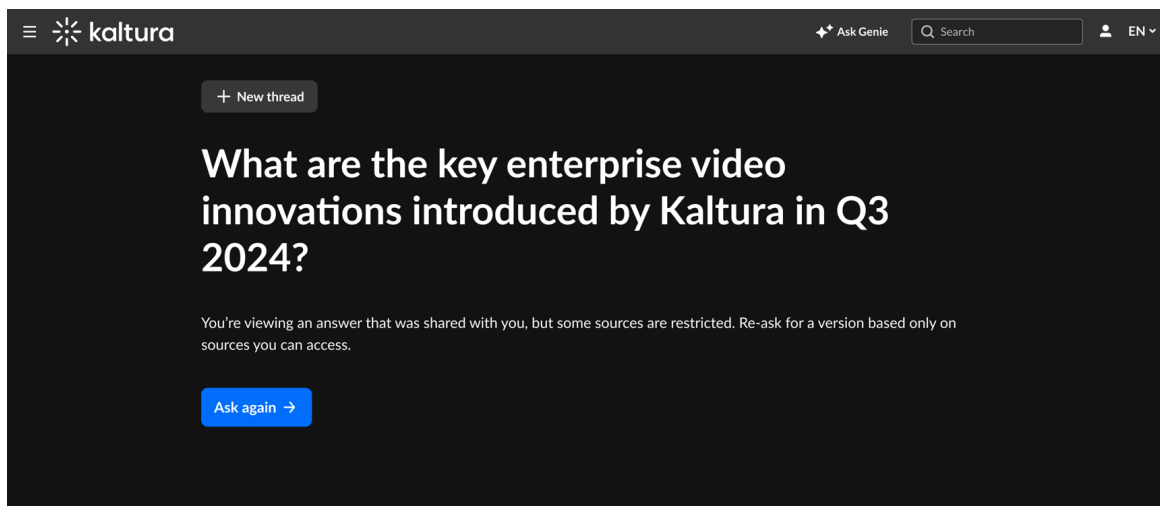 kaltura
Ask Genie
Search
EN
New thread
What are the key enterprise video
innovations introduced by Kaltura in Q3
2024?
You’re viewing an answer that was shared with you, but some sources are restricted. Re-ask for a version based only on
sources you can access.
Ask again →